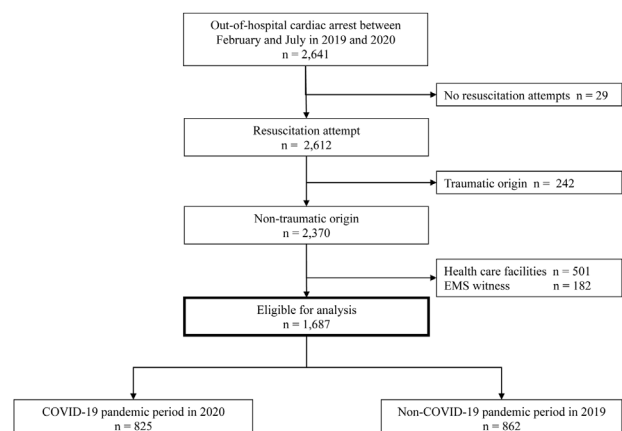 Out-of-hospital cardiac arrest between
February and July in 2019 and 2020
n = 2,641
No resuscitation attempts n = 29
Resuscitation attempt
n = 2,612
Traumatic origin n = 242
Non-traumatic origin
n = 2,370
Health care facilities n = 501
EMS witness n = 182
Eligible for analysis
n = 1,687
COVID-19 pandemic period in 2020
n = 825
Non-COVID-19 pandemic period in 2019
n = 862